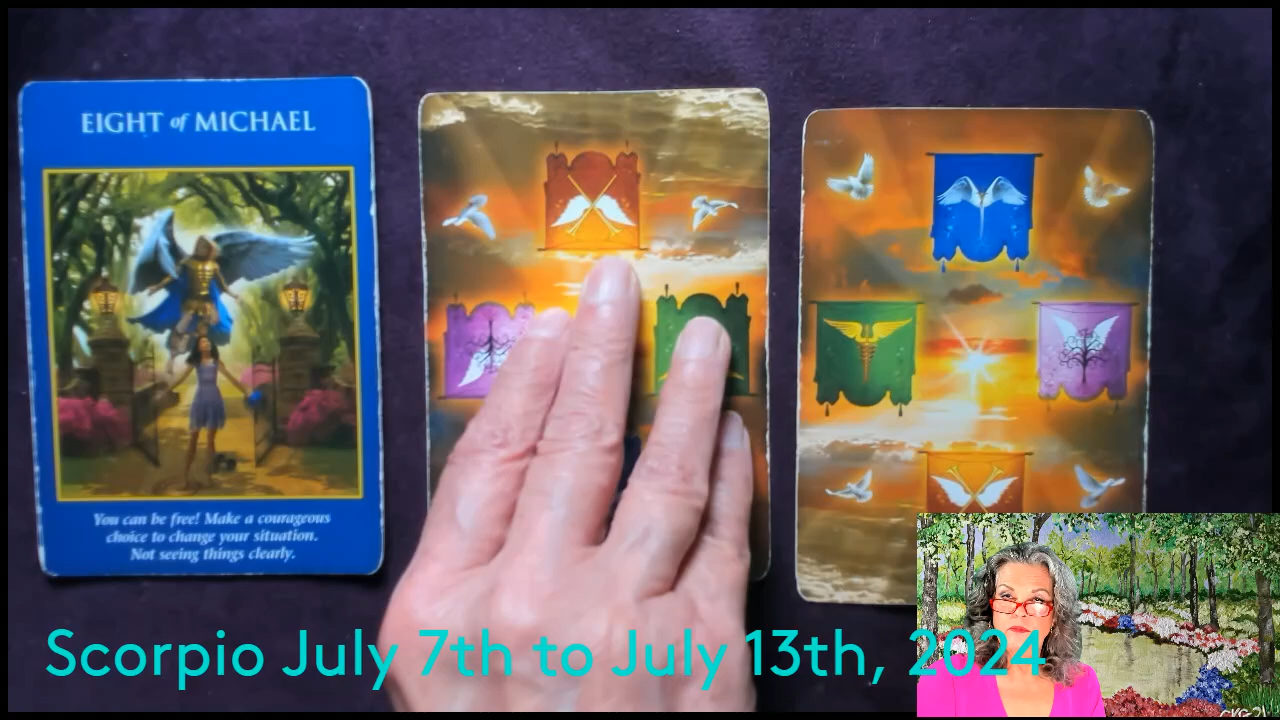 EIGHT of MICHAEL
You can be free! Make a courageous
choice to change your situation.
Not seeing things clearly.
Scorpio July 7th to July 13th, 2024